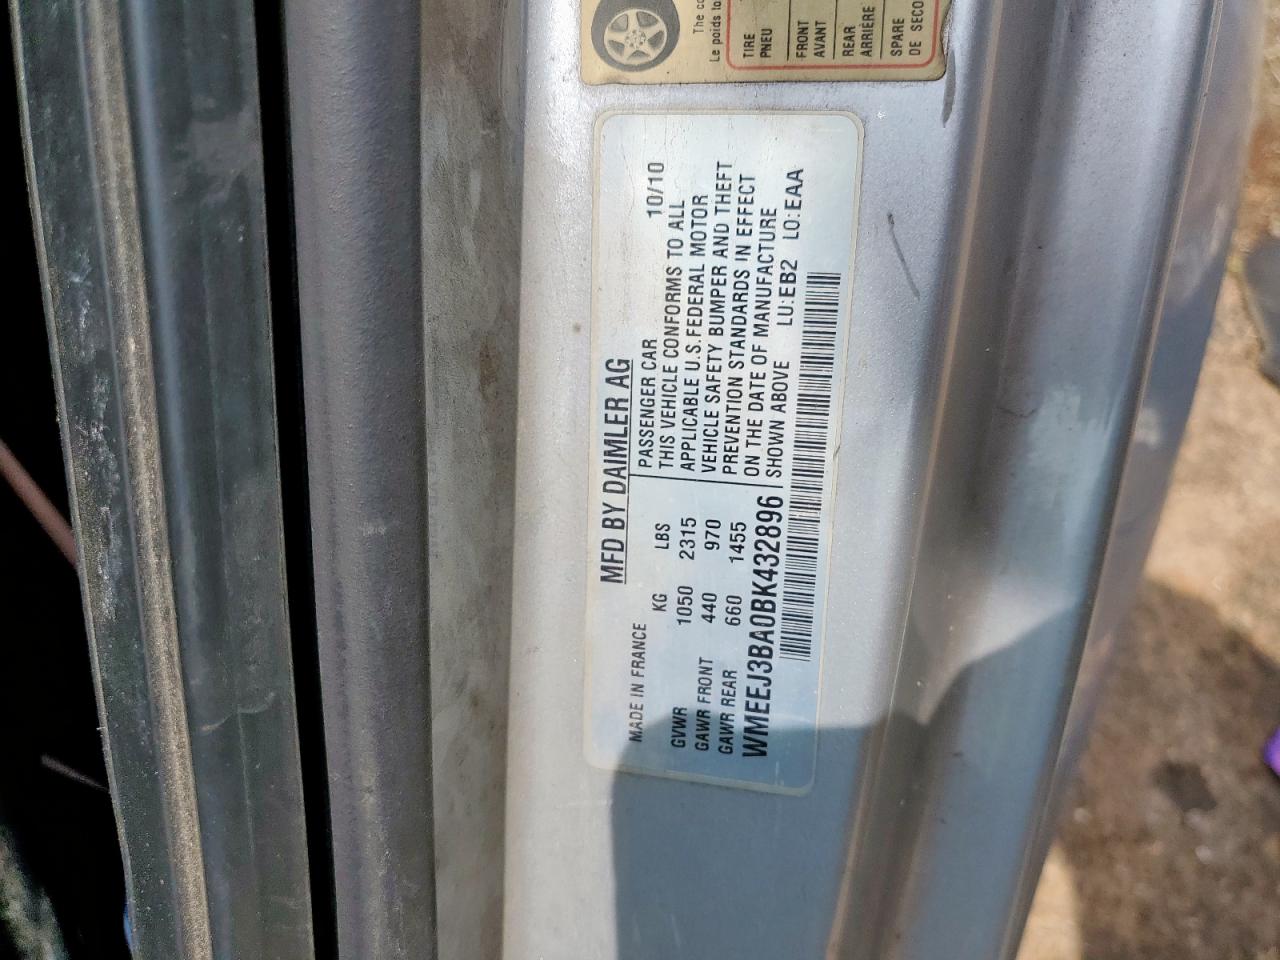 MFD BY DAIMLER AG
MADE IN FRANCE
KG LBS
GVWR 1050 2315
GAWR FRONT 440 970
GAWR REAR 660 1455
PASSENGER CAR 10/10
THIS VEHICLE CONFORMS TO ALL
APPLICABLE U.S.FEDERAL MOTOR
VEHICLE SAFETY BUMPER AND THEFT
PREVENTION STANDARDS IN EFFECT
ON THE DATE OF MANUFACTURE
SHOWN ABOVE LU:EB2 LO:EAA
WMEEJ3BA0BK432896
The
Le poids
TIRE
PNEU
FRONT
AVANT
REAR
ARRIÈRE
SPARE
DE